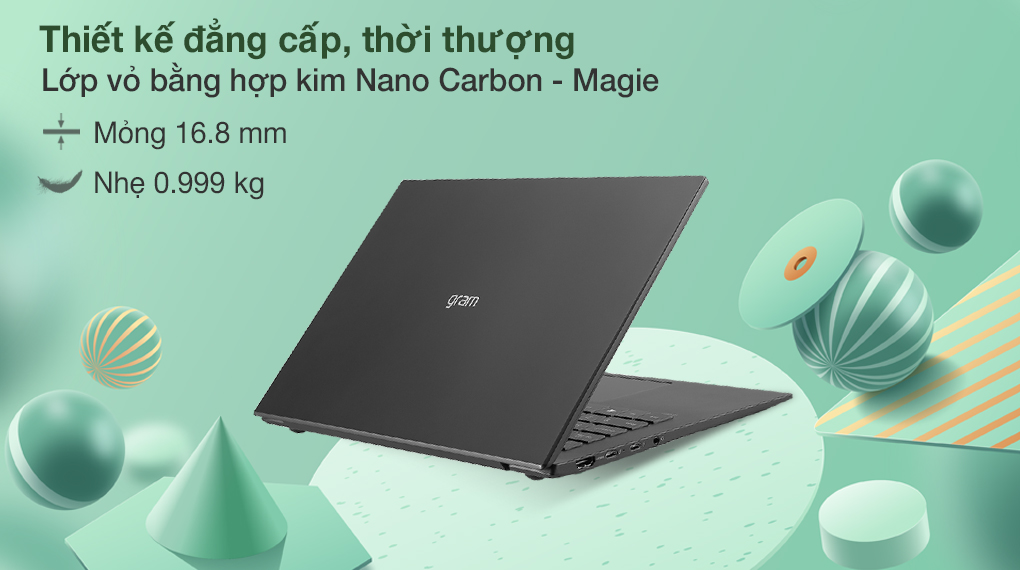 Thiết kế đẳng cấp, thời thượng
Lớp vỏ bằng hợp kim Nano Carbon - Magie
Mỏng 16.8 mm
Nhẹ 0.999 kg
gram